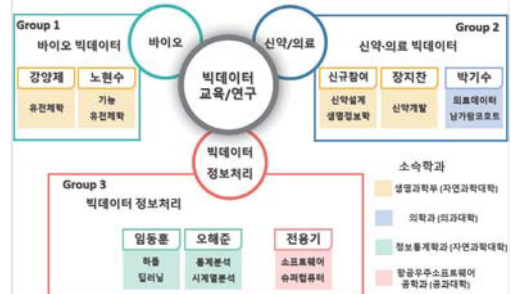 Group 1
바이오 빅데이터
바이오
강양제
유전체학
노현수
기능
유전체학
빅데이터
교육/연구
신약/의료
Group 2
신약·의료 빅데이터
신규참여
신약설계
생명정보학
장지찬
신약개발
박기수
의료데이터
남가람코호트
빅데이터
정보처리
Group 3
빅데이터 정보처리
임동훈
하둡
딥러닝
오해준
통계분석
시계열분석
전용기
소프트웨어
슈퍼컴퓨터
소속학과
생명과학부 (자연과학대학)
의학과 (의과대학)
정보통계학과 (자연과학대학)
항공우주소프트웨어
공학과 (공과대학)